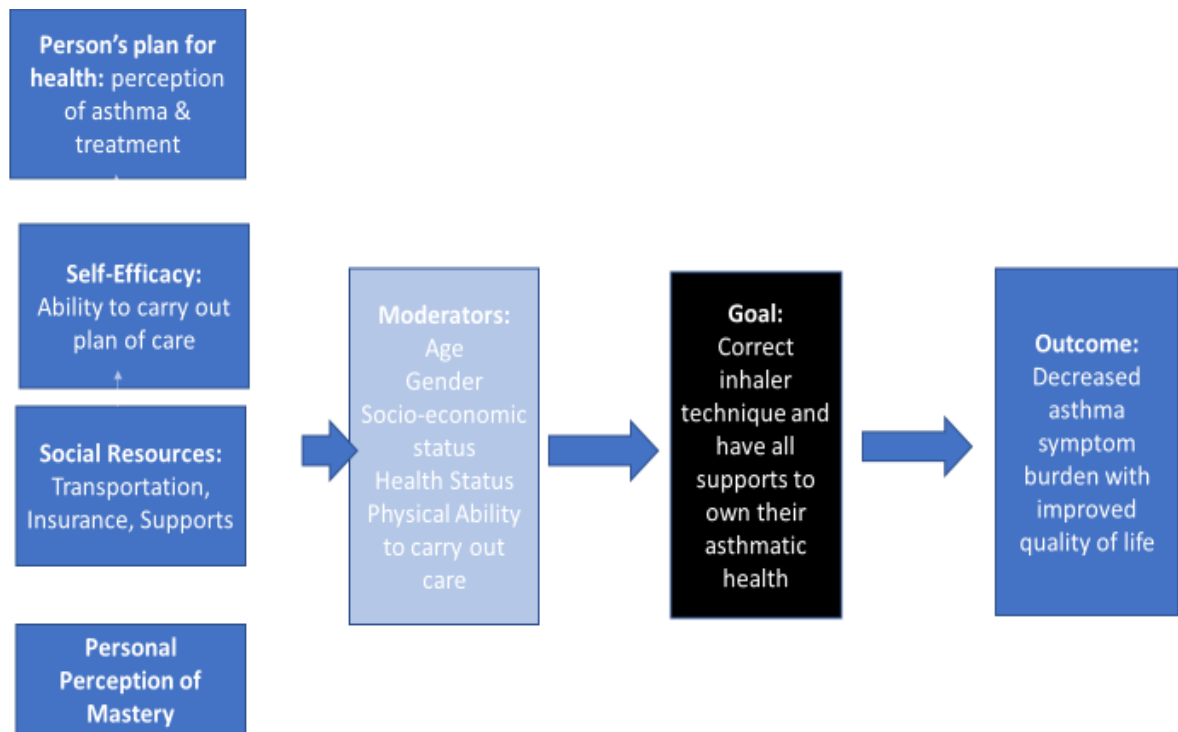 Person's plan for
health: perception
of asthma &
treatment
Self-Efficacy:
Ability to carry out
plan of care
Social Resources:
Transportation,
Insurance, Supports
Personal
Perception of
Mastery
Moderators:
Age
Gender
Socio-economic
status
Health Status
Physical Ability
to carry out
care
Goal:
Correct
inhaler
technique and
have all
supports to
own their
asthmatic
health
Outcome:
Decreased
asthma
symptom
burden with
improved
quality of life